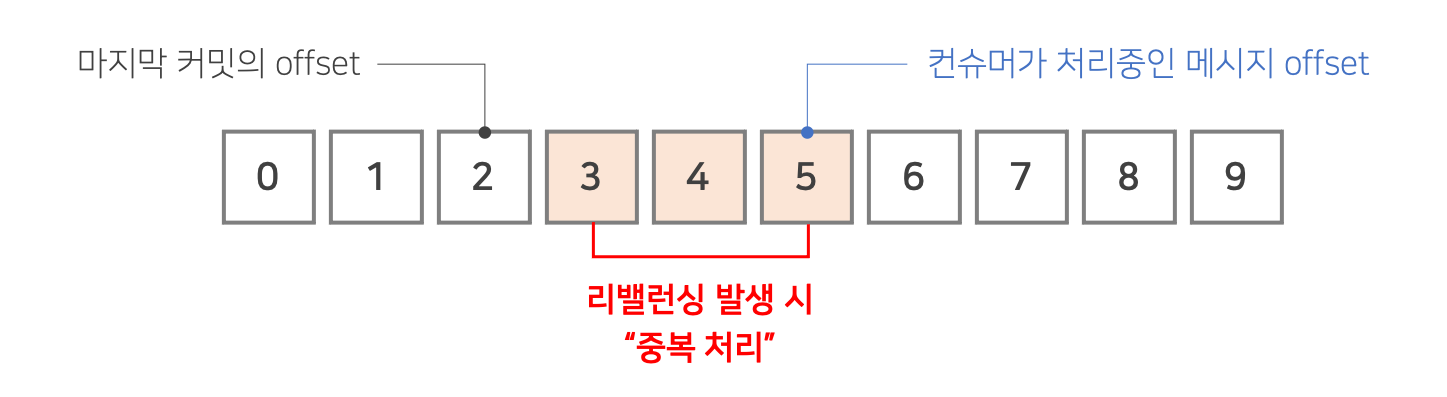 마지막 커밋의 offset
컨슈머가 처리중인 메시지 offset
0 1 2 3 4 5 6 7 8 9
리밸런싱 발생 시
“중복 처리”